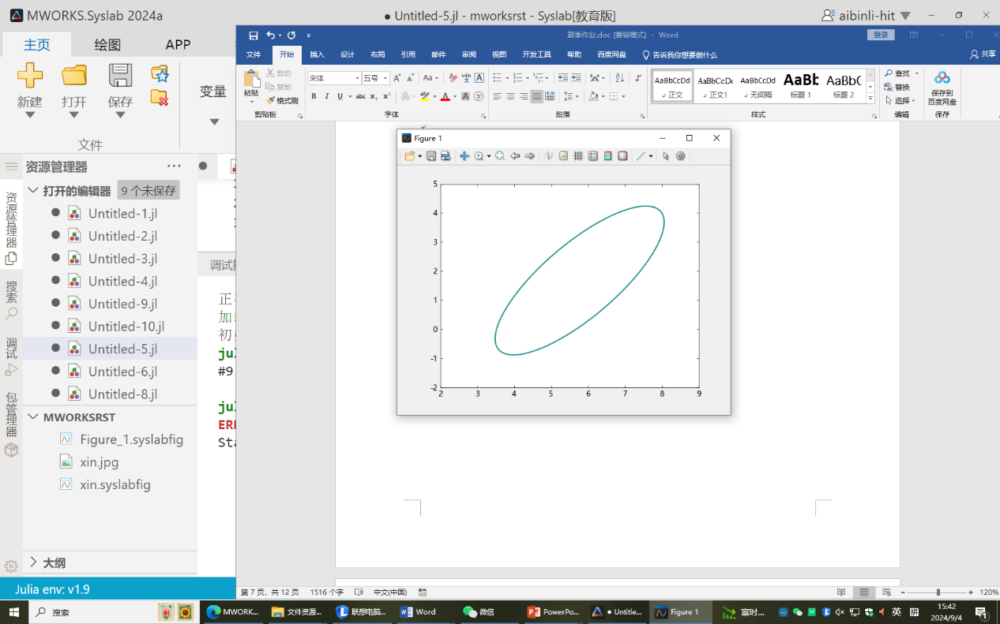 MWORKS.Syslab 2024a
● Untitled-5.jl - mworksrst - Syslab[教育版]
aibinli-hit
主页 绘图 APP
新建 打开 保存
文件
变量
资源管理器
打开的编辑器 9 个未保存
Untitled-1.jl
Untitled-2.jl
Untitled-3.jl
Untitled-4.jl
Untitled-9.jl
Untitled-10.jl
Untitled-5.jl
Untitled-6.jl
Untitled-8.jl
MWORKSRST
Figure_1.syslabfig
xin.jpg
xin.syslabfig
大纲
Julia env: v1.9
资源管理器
搜索
调试
包管理器
#9
夏季作业.doc [兼容模式] - Word
登录
文件 开始 插入 设计 布局 引用 邮件 审阅 视图 开发工具 帮助 百度网盘 告诉我你想要做什么 共享
粘贴
剪切
复制
格式刷
剪贴板
宋体 五号
字体
段落
AaBbCcDd AaBbCcDc AaBbCcDd AaBb AaBbC
正文 正文1 无间隔 标题 1 标题 2
样式
查找
替换
选择
编辑
保存到
百度网盘
保存
Figure 1
5
4
3
2
1
0
-1
-2
2 3 4 5 6 7 8 9
第 7 页, 共 12 页 1516 个字 中文(中国) 120%
搜索
MWORK... 文件资源... 联想电脑... Word 微信 PowerPo... ● Untitle... Figure 1 富时... 英
15:42
2024/9/4